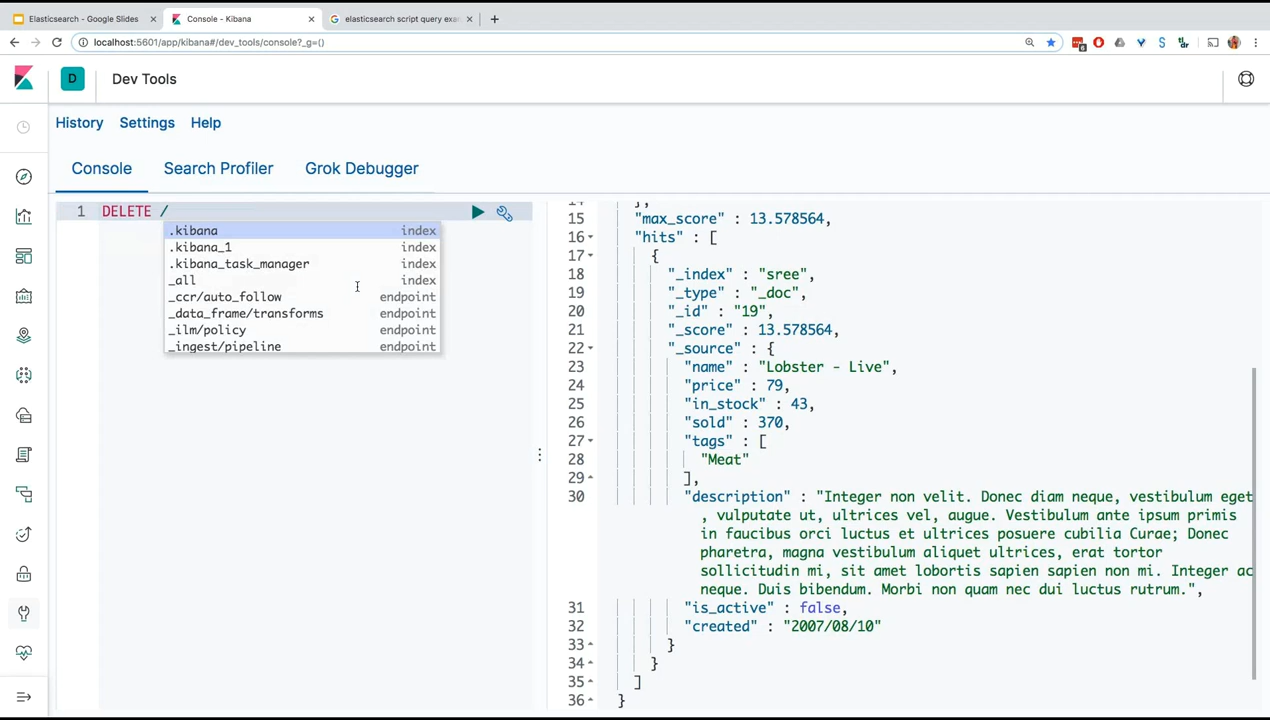 Elasticsearch - Google Slides
Console - Kibana
elasticsearch script query exa
localhost:5601/app/kibana#/dev_tools/console?_g=()
D
Dev Tools
History Settings Help
Console Search Profiler Grok Debugger
1 DELETE /
.kibana index
.kibana_1 index
.kibana_task_manager index
_all index
_ccr/auto_follow endpoint
_data_frame/transforms endpoint
_ilm/policy endpoint
_ingest/pipeline endpoint
14 },
15 "max_score" : 13.578564,
16 "hits" : [
17 {
18 "_index" : "sree",
19 "_type" : "_doc",
20 "_id" : "19",
21 "_score" : 13.578564,
22 "_source" : {
23 "name" : "Lobster - Live",
24 "price" : 79,
25 "in_stock" : 43,
26 "sold" : 370,
27 "tags" : [
28 "Meat"
29 ],
30 "description" : "Integer non velit. Donec diam neque, vestibulum eget
, vulputate ut, ultrices vel, augue. Vestibulum ante ipsum primis
in faucibus orci luctus et ultrices posuere cubilia Curae; Donec
pharetra, magna vestibulum aliquet ultrices, erat tortor
sollicitudin mi, sit amet lobortis sapien sapien non mi. Integer ac
neque. Duis bibendum. Morbi non quam nec dui luctus rutrum.",
31 "is_active" : false,
32 "created" : "2007/08/10"
33 }
34 }
35 ]
36 }